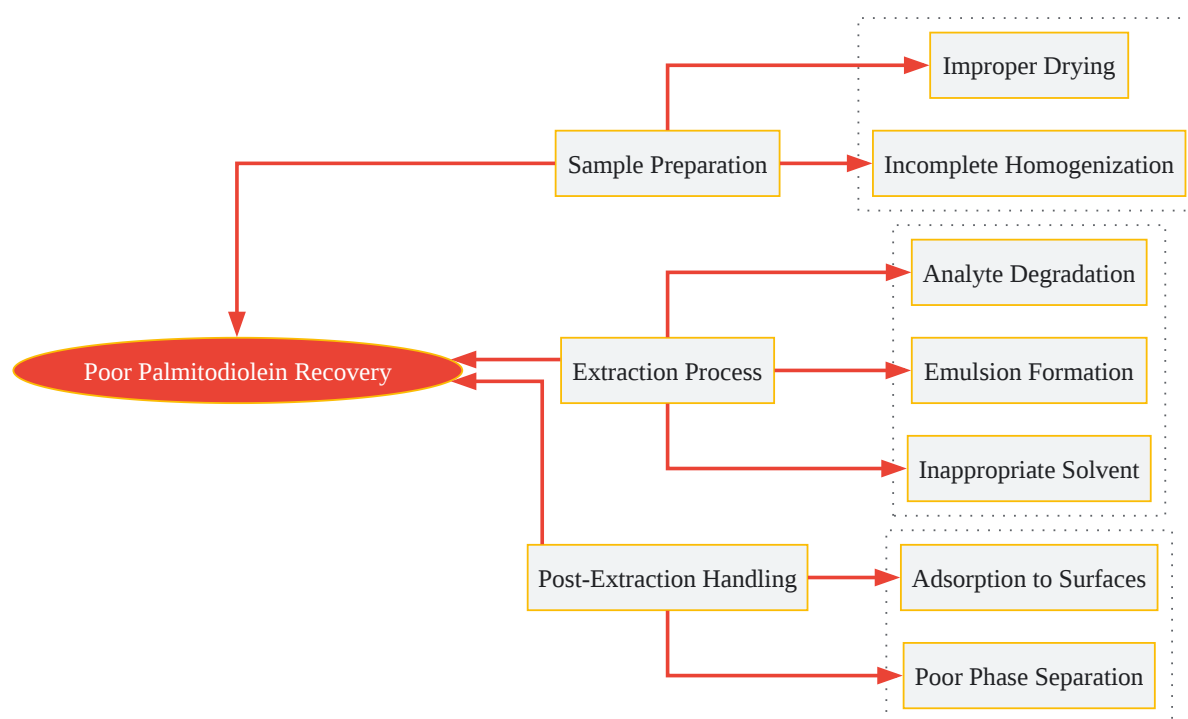 Improper Drying
Sample Preparation
Incomplete Homogenization
Analyte Degradation
Poor Palmitodiolein Recovery
Extraction Process
Emulsion Formation
Inappropriate Solvent
Post-Extraction Handling
Adsorption to Surfaces
Poor Phase Separation